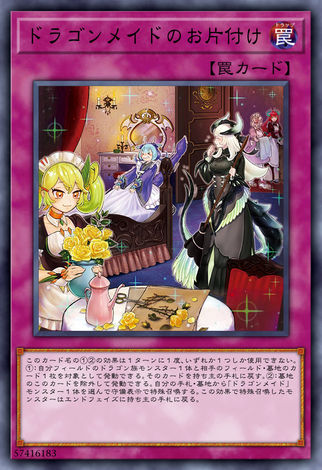 ドラゴンメイドのお片付け
トラップ
罠
【罠カード】
このカード名の①②の効果は1ターンに1度、いずれか1つしか使用できない。
①:自分フィールドのドラゴン族モンスター1体と相手のフィールド・墓地のカ
ード1枚を対象として発動できる。そのカードを持ち主の手札に戻す。②:墓地
のこのカードを除外して発動できる。自分の手札・墓地から「ドラゴンメイド」
モンスター1体を選んで守備表示で特殊召喚する。この効果で特殊召喚したモ
ンスターはエンドフェイズに持ち主の手札に戻る。
57416183